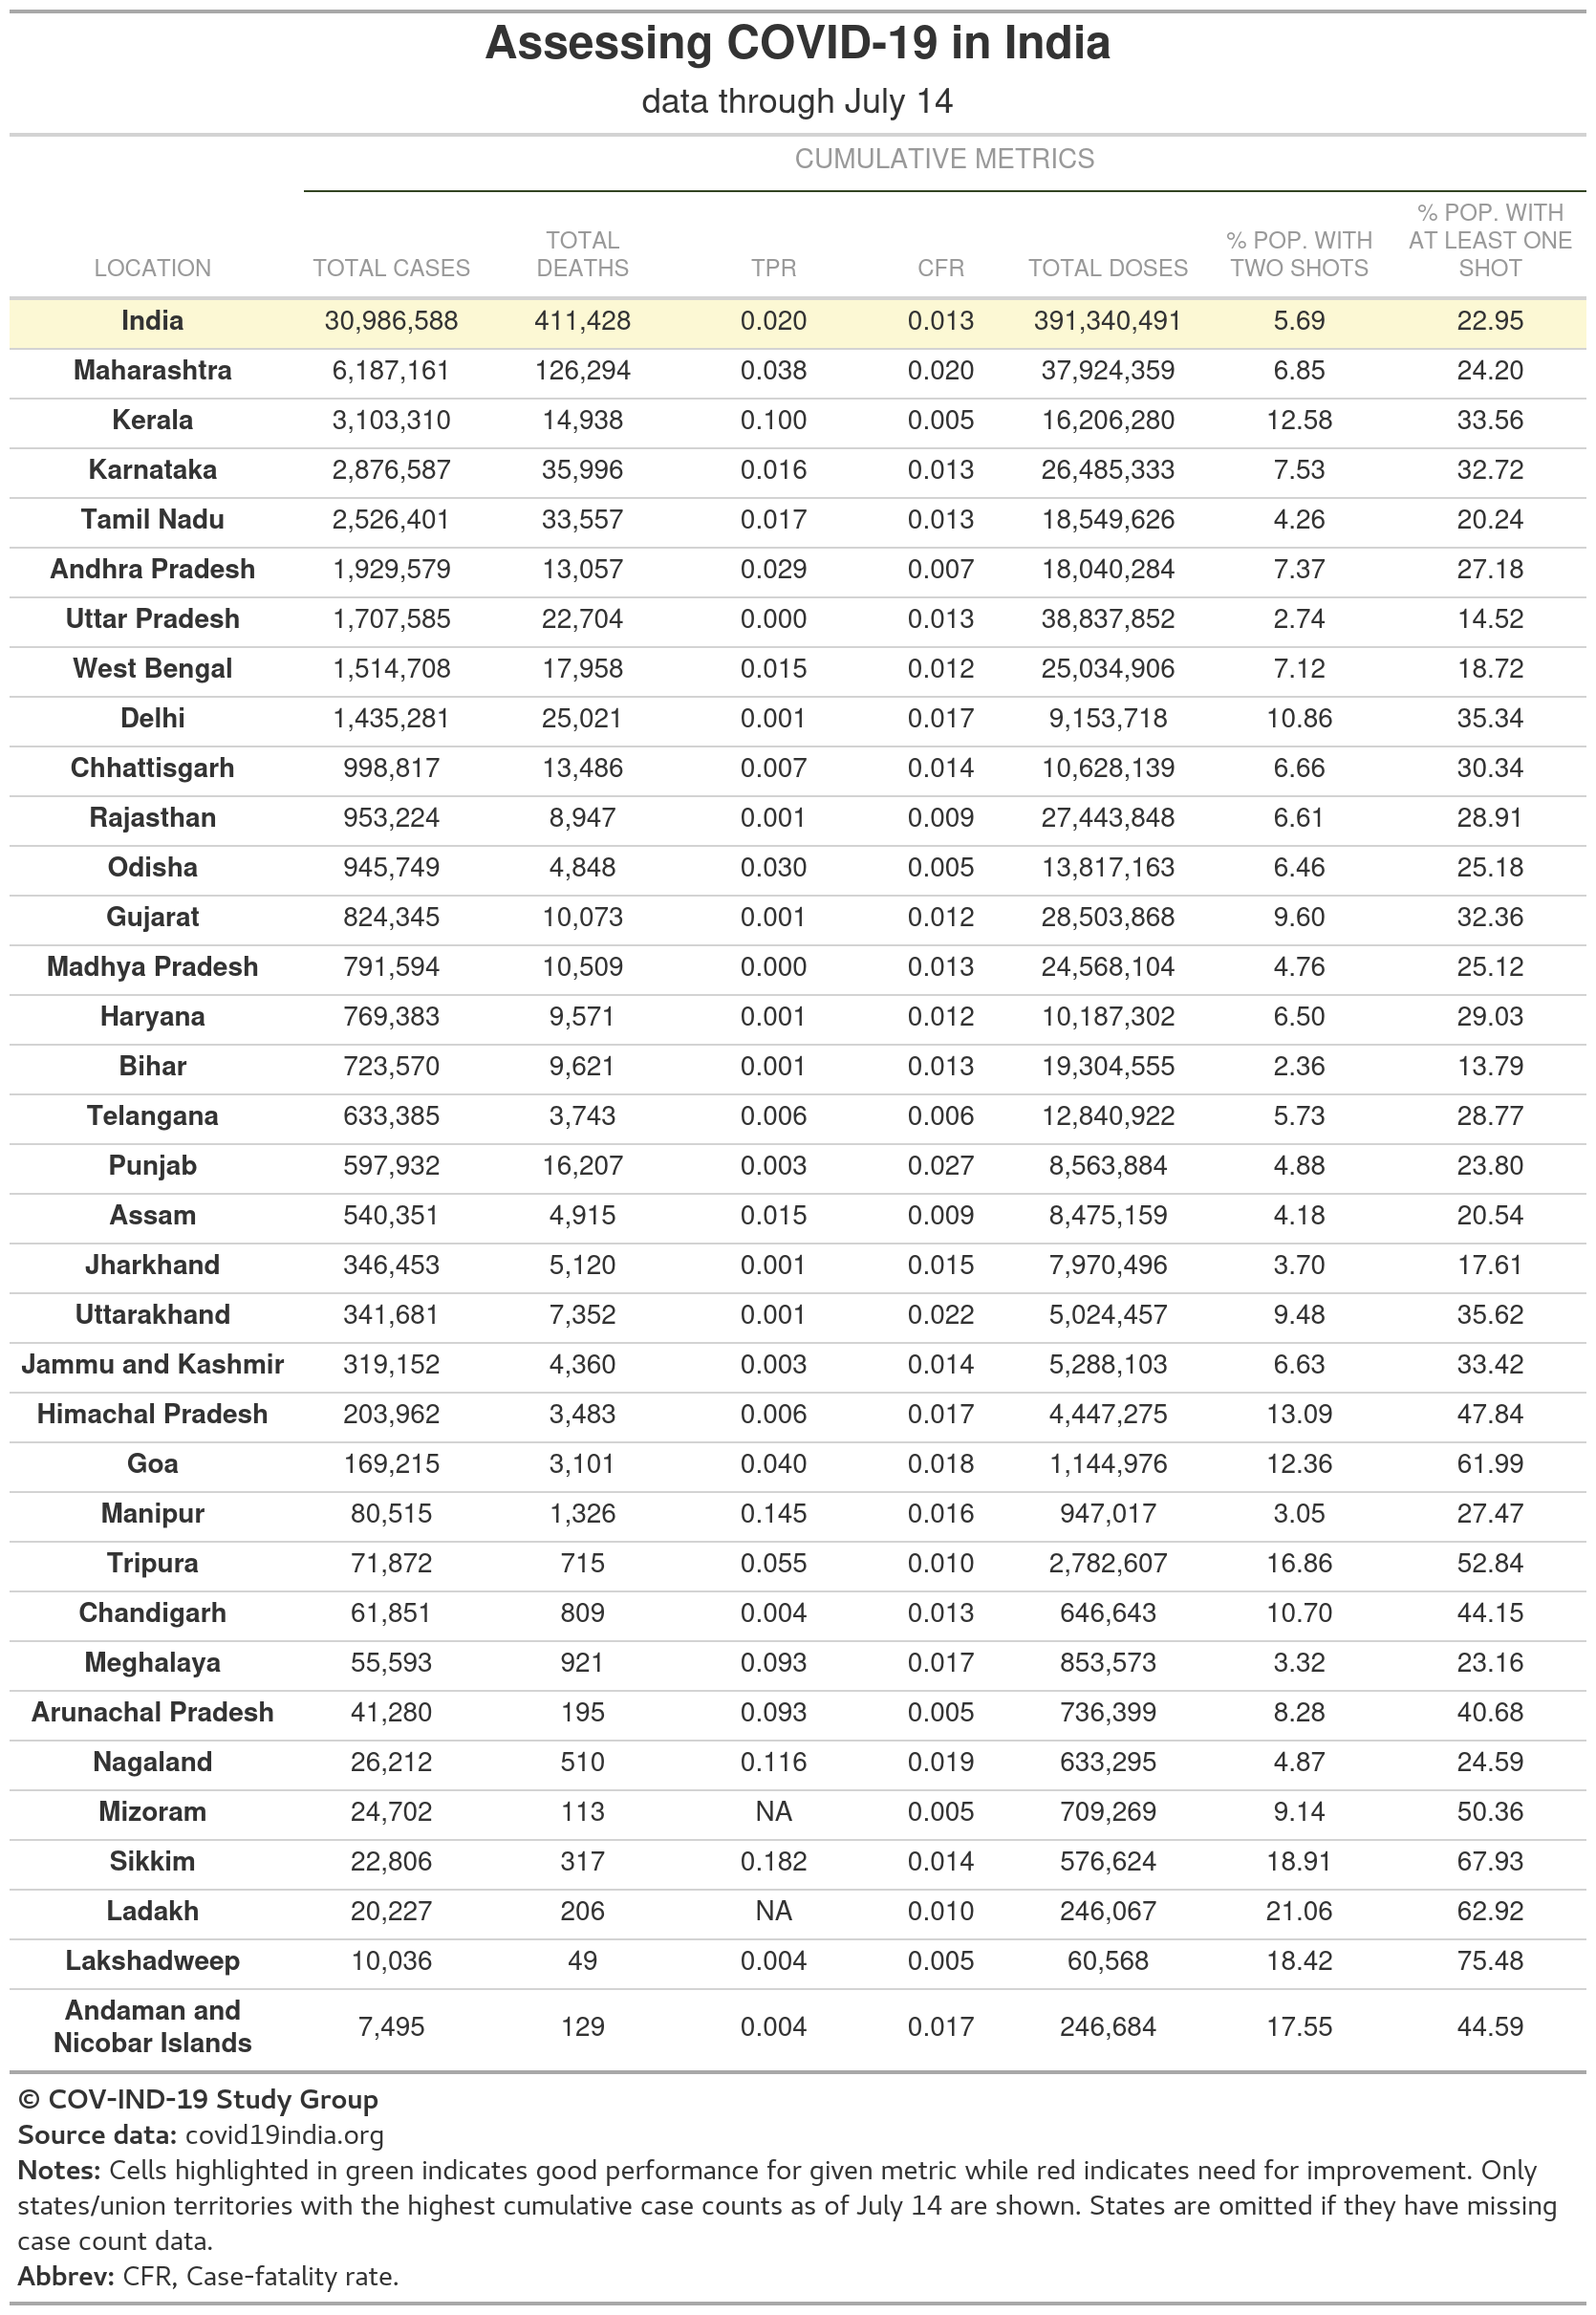 Assessing COVID-19 in India
data through July 14
CUMULATIVE METRICS
LOCATION TOTAL CASES TOTAL DEATHS TPR CFR TOTAL DOSES % POP. WITH TWO SHOTS % POP. WITH AT LEAST ONE SHOT
India 30,986,588 411,428 0.020 0.013 391,340,491 5.69 22.95
Maharashtra 6,187,161 126,294 0.038 0.020 37,924,359 6.85 24.20
Kerala 3,103,310 14,938 0.100 0.005 16,206,280 12.58 33.56
Karnataka 2,876,587 35,996 0.016 0.013 26,485,333 7.53 32.72
Tamil Nadu 2,526,401 33,557 0.017 0.013 18,549,626 4.26 20.24
Andhra Pradesh 1,929,579 13,057 0.029 0.007 18,040,284 7.37 27.18
Uttar Pradesh 1,707,585 22,704 0.000 0.013 38,837,852 2.74 14.52
West Bengal 1,514,708 17,958 0.015 0.012 25,034,906 7.12 18.72
Delhi 1,435,281 25,021 0.001 0.017 9,153,718 10.86 35.34
Chhattisgarh 998,817 13,486 0.007 0.014 10,628,139 6.66 30.34
Rajasthan 953,224 8,947 0.001 0.009 27,443,848 6.61 28.91
Odisha 945,749 4,848 0.030 0.005 13,817,163 6.46 25.18
Gujarat 824,345 10,073 0.001 0.012 28,503,868 9.60 32.36
Madhya Pradesh 791,594 10,509 0.000 0.013 24,568,104 4.76 25.12
Haryana 769,383 9,571 0.001 0.012 10,187,302 6.50 29.03
Bihar 723,570 9,621 0.001 0.013 19,304,555 2.36 13.79
Telangana 633,385 3,743 0.006 0.006 12,840,922 5.73 28.77
Punjab 597,932 16,207 0.003 0.027 8,563,884 4.88 23.80
Assam 540,351 4,915 0.015 0.009 8,475,159 4.18 20.54
Jharkhand 346,453 5,120 0.001 0.015 7,970,496 3.70 17.61
Uttarakhand 341,681 7,352 0.001 0.022 5,024,457 9.48 35.62
Jammu and Kashmir 319,152 4,360 0.003 0.014 5,288,103 6.63 33.42
Himachal Pradesh 203,962 3,483 0.006 0.017 4,447,275 13.09 47.84
Goa 169,215 3,101 0.040 0.018 1,144,976 12.36 61.99
Manipur 80,515 1,326 0.145 0.016 947,017 3.05 27.47
Tripura 71,872 715 0.055 0.010 2,782,607 16.86 52.84
Chandigarh 61,851 809 0.004 0.013 646,643 10.70 44.15
Meghalaya 55,593 921 0.093 0.017 853,573 3.32 23.16
Arunachal Pradesh 41,280 195 0.093 0.005 736,399 8.28 40.68
Nagaland 26,212 510 0.116 0.019 633,295 4.87 24.59
Mizoram 24,702 113 NA 0.005 709,269 9.14 50.36
Sikkim 22,806 317 0.182 0.014 576,624 18.91 67.93
Ladakh 20,227 206 NA 0.010 246,067 21.06 62.92
Lakshadweep 10,036 49 0.004 0.005 60,568 18.42 75.48
Andaman and Nicobar Islands 7,495 129 0.004 0.017 246,684 17.55 44.59
© COV-IND-19 Study Group
Source data: covid19india.org
Notes: Cells highlighted in green indicates good performance for given metric while red indicates need for improvement. Only
states/union territories with the highest cumulative case counts as of July 14 are shown. States are omitted if they have missing
case count data.
Abbrev: CFR, Case-fatality rate.